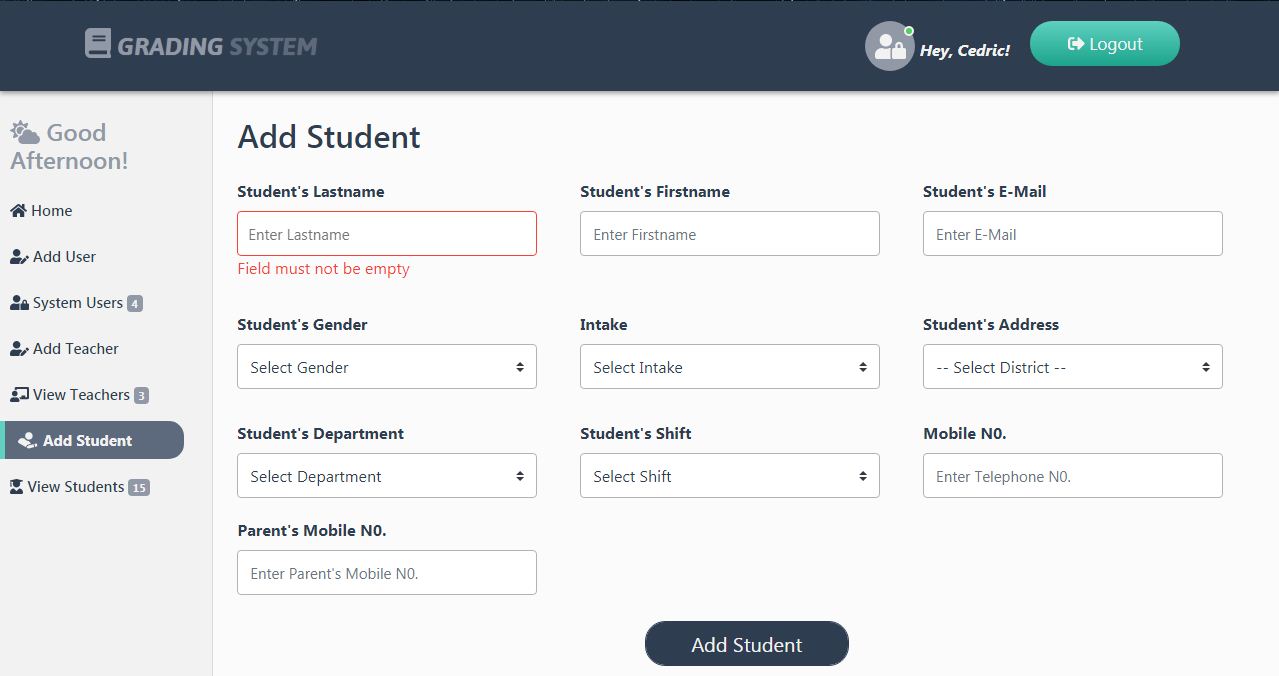 GRADING SYSTEM
Hey, Cedric!
Logout
Good
Afternoon!
Home
Add User
System Users 4
Add Teacher
View Teachers 3
Add Student
View Students 15
Add Student
Student's Lastname
Student's Firstname
Student's E-Mail
Enter Lastname
Enter Firstname
Enter E-Mail
Field must not be empty
Student's Gender
Intake
Student's Address
Select Gender
Select Intake
-- Select District --
Student's Department
Student's Shift
Mobile N0.
Select Department
Select Shift
Enter Telephone N0.
Parent's Mobile N0.
Enter Parent's Mobile N0.
Add Student